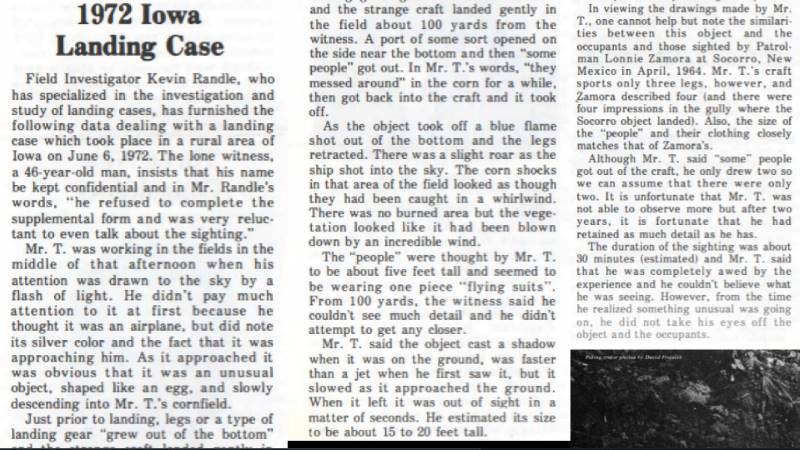 1972 Iowa
Landing Case
Field Investigator Kevin Randle, who
has specialized in the investigation and
study of landing cases, has furnished the
following data dealing with a landing
case which took place in a rural area of
Iowa on June 6, 1972. The lone witness,
a 46-year-old man, insists that his name
be kept confidential and in Mr. Randle's
words, "he refused to complete the
supplemental form and was very reluc-
tant to even talk about the sighting."
Mr. T. was working in the fields in the
middle of that afternoon when his
attention was drawn to the sky by a
flash of light. He didn't pay much
attention to it at first because he
thought it was an airplane, but did note
its silver color and the fact that it was
approaching him. As it approached it
was obvious that it was an unusual
object, shaped like an egg, and slowly
descending into Mr. T.'s cornfield.
Just prior to landing, legs or a type of
landing gear "grew out of the bottom"
and the strange craft landed gently in
the field about 100 yards from the
witness. A port of some sort opened on
the side near the bottom and then "some
people" got out. In Mr. T.'s words, "they
messed around" in the corn for a while,
then got back into the craft and it took
off.
As the object took off a blue flame
shot out of the bottom and the legs
retracted. There was a slight roar as the
ship shot into the sky. The corn shocks
in that area of the field looked as though
they had been caught in a whirlwind.
There was no burned area but the vege-
tation looked like it had been blown
down by an incredible wind.
The "people" were thought by Mr. T.
to be about five feet tall and seemed to
be wearing one piece "flying suits".
From 100 yards, the witness said he
couldn't see much detail and he didn't
attempt to get any closer.
Mr. T. said the object cast a shadow
when it was on the ground, was faster
than a jet when he first saw it, but it
slowed as it approached the ground.
When it left it was out of sight in a
matter of seconds. He estimated its size
to be about 15 to 20 feet tall.
In viewing the drawings made by Mr.
T., one cannot help but note the similari-
ties between this object and the
occupants and those sighted by Patrol-
man Lonnie Zamora at Socorro, New
Mexico in April, 1964. Mr. T.'s craft
sports only three legs, however, and
Zamora described four (and there were
four impressions in the gully where the
Socorro object landed). Also, the size of
the "people" and their clothing closely
matches that of Zamora's.
Although Mr. T. said "some" people
got out of the craft, he only drew two so
we can assume that there were only
two. It is unfortunate that Mr. T. was
not able to observe more but after two
years, it is fortunate that he had
retained as much detail as he has.
The duration of the sighting was about
30 minutes (estimated) and Mr. T. said
that he was completely awed by the
experience and he couldn't believe what
he was seeing. However, from the time
he realized something unusual was going
on, he did not take his eyes off the
object and the occupants.